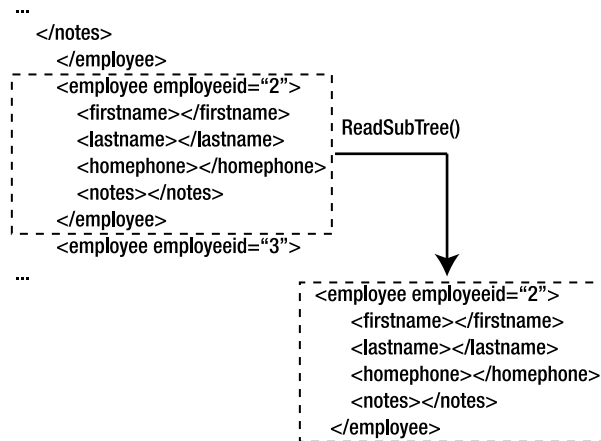 ...
</notes>
</employee>
<employee employeeid=“2”>
<firstname></firstname>
<lastname></lastname>
<homephone></homephone>
<notes></notes>
</employee>
<employee employeeid=“3”>
...
ReadSubTree()
<employee employeeid=“2”>
<firstname></firstname>
<lastname></lastname>
<homephone></homephone>
<notes></notes>
</employee>